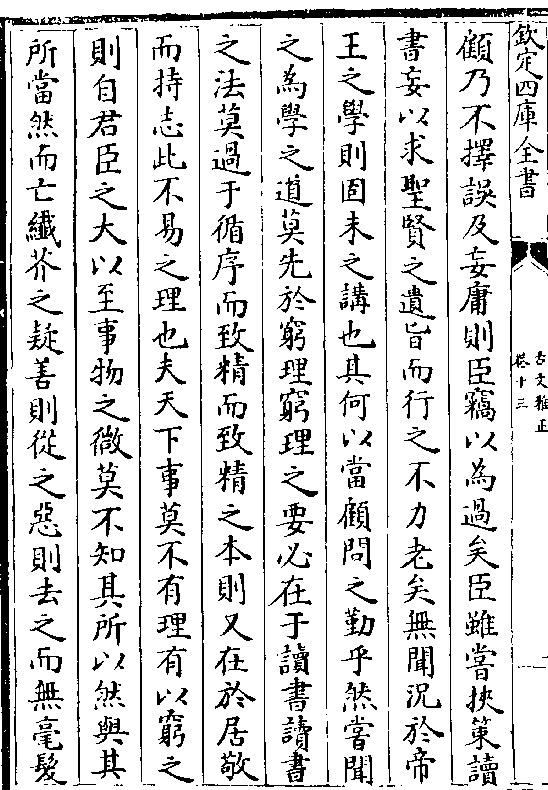 欽定四庫全書
古文雅正
卷十三
顧乃不擇誤及妄庸則臣竊以為過矣臣雖嘗挾策讀
書妄以求聖賢之遺旨而行之不力老矣無聞況於帝
王之學則固未之講也其何以當顧問之勤乎然嘗聞
之為學之道莫先於窮理窮理之要必在于讀書讀書
之法莫過于循序而致精而致精之本則又在於居敬
而持志此不易之理也夫天下事莫不有理有以窮之
則自君臣之大以至事物之微莫不知其所以然與其
所當然而亡纖芥之疑善則從之惡則去之而無毫髮